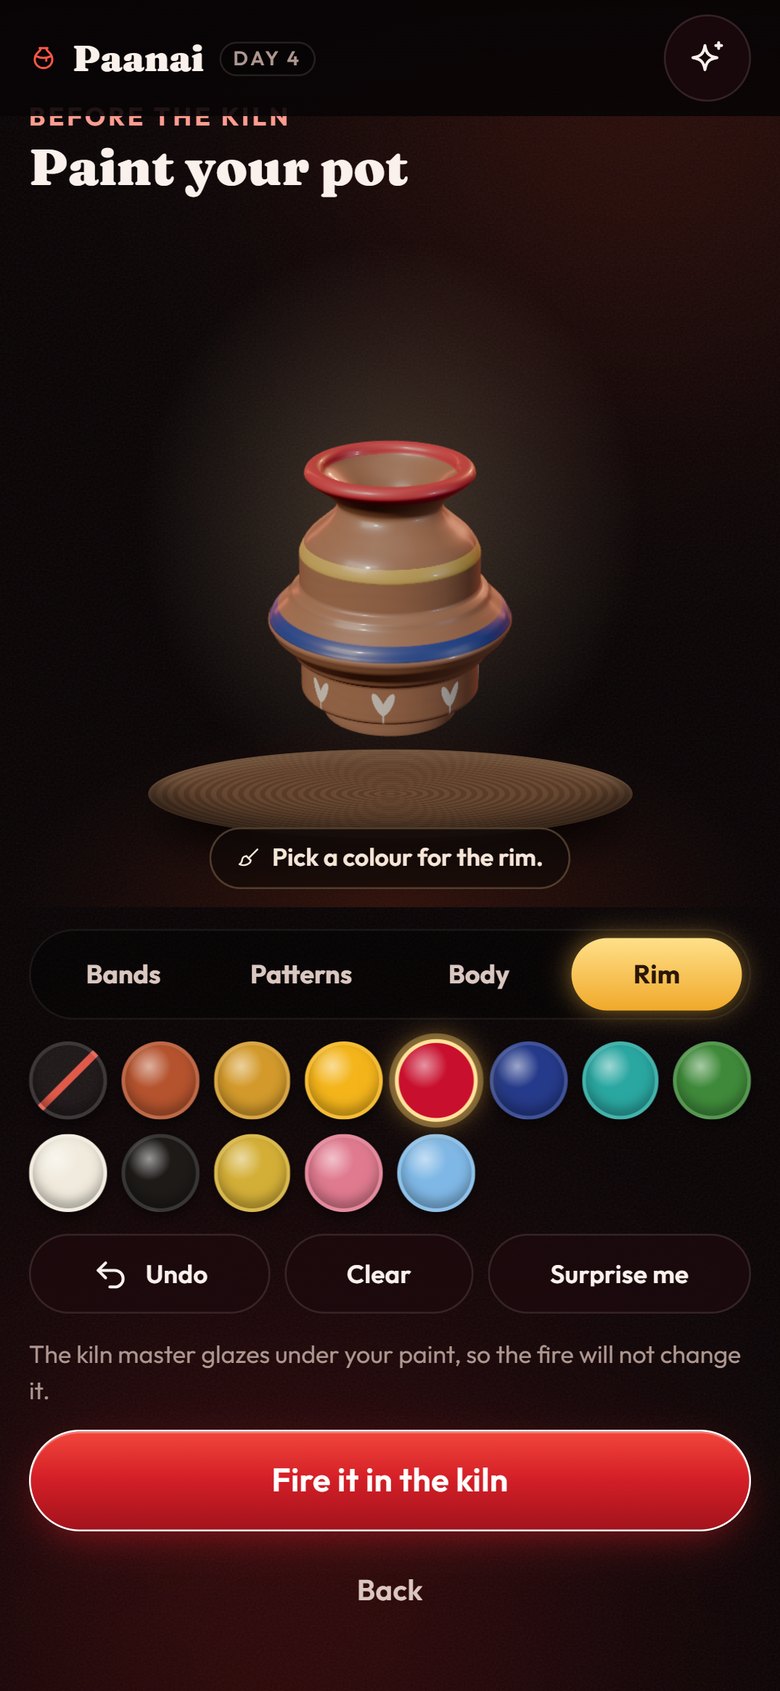 Paanai
DAY 4
BEFORE THE KILN
Paint your pot
Pick a colour for the rim.
Bands
Patterns
Body
Rim
Undo
Clear
Surprise me
The kiln master glazes under your paint, so the fire will not change
it.
Fire it in the kiln
Back